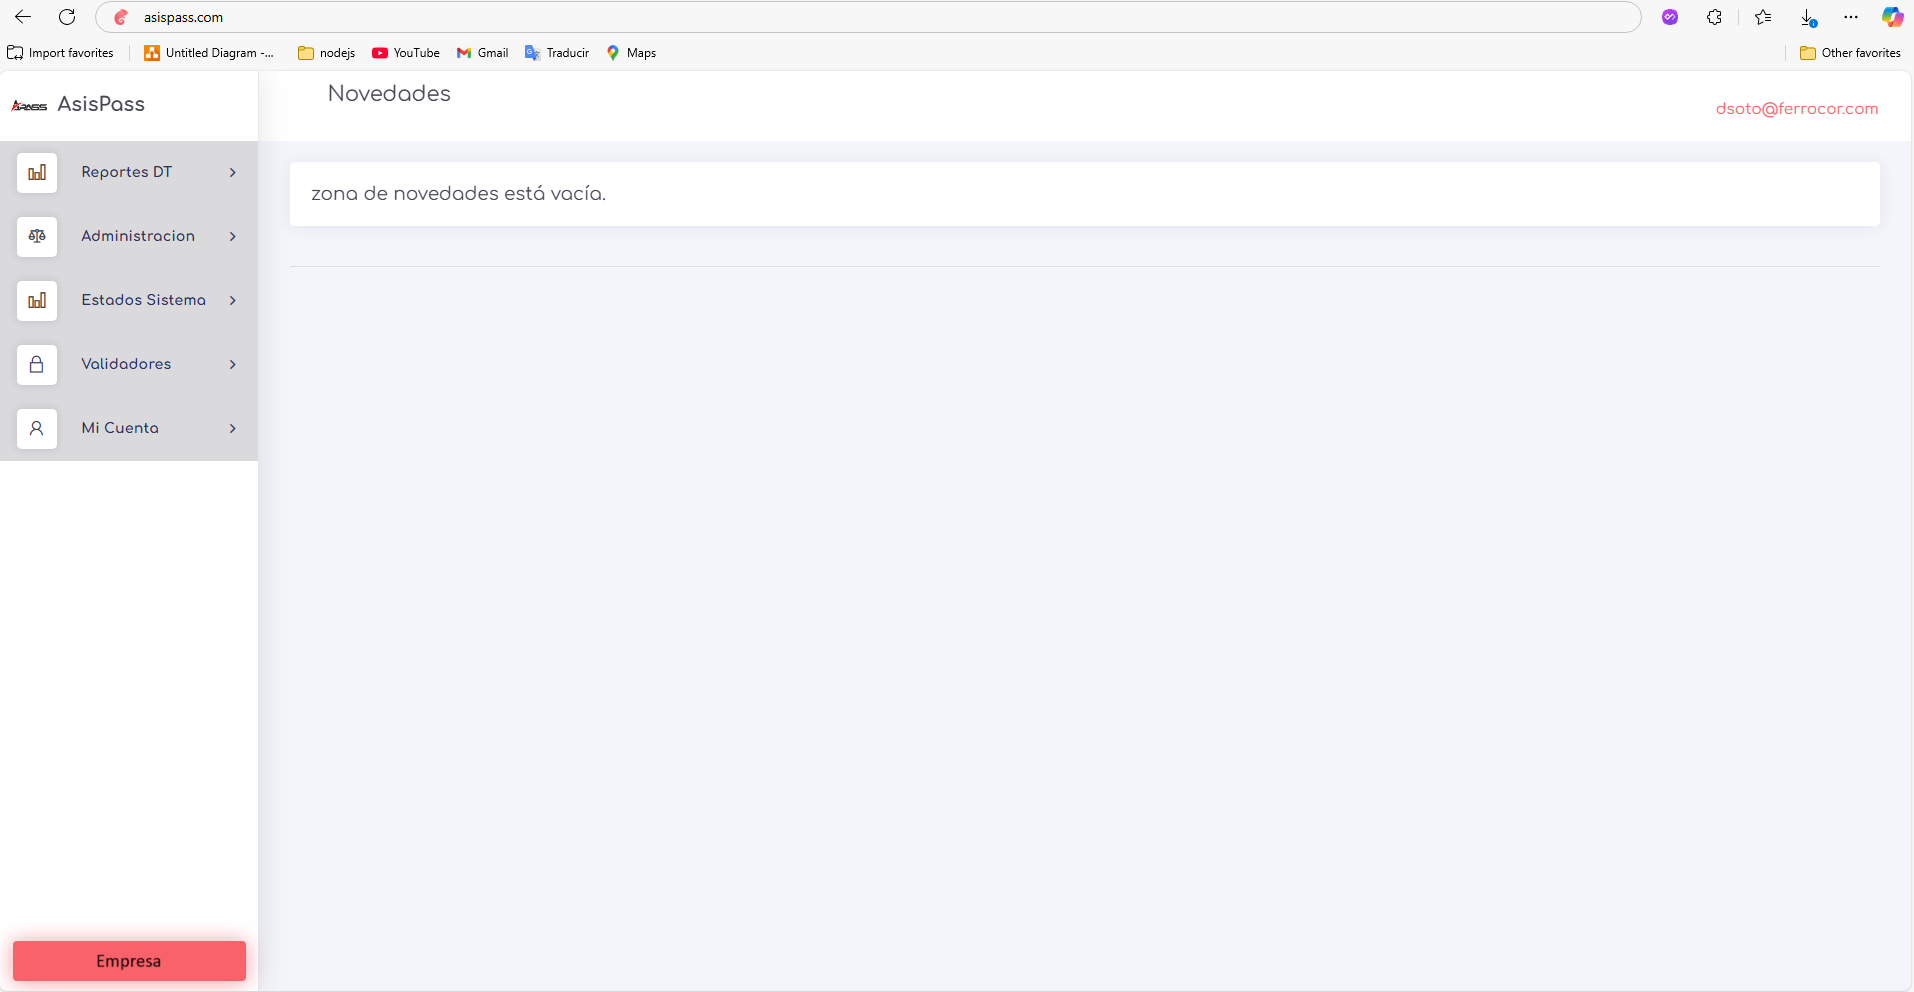 asispass.com
Import favorites
Untitled Diagram -...
nodejs
YouTube
Gmail
Traducir
Maps
Other favorites
APASS AsisPass
Novedades
dsoto@ferrocor.com
Reportes DT
zona de novedades está vacía.
Administracion
Estados Sistema
Validadores
Mi Cuenta
Empresa